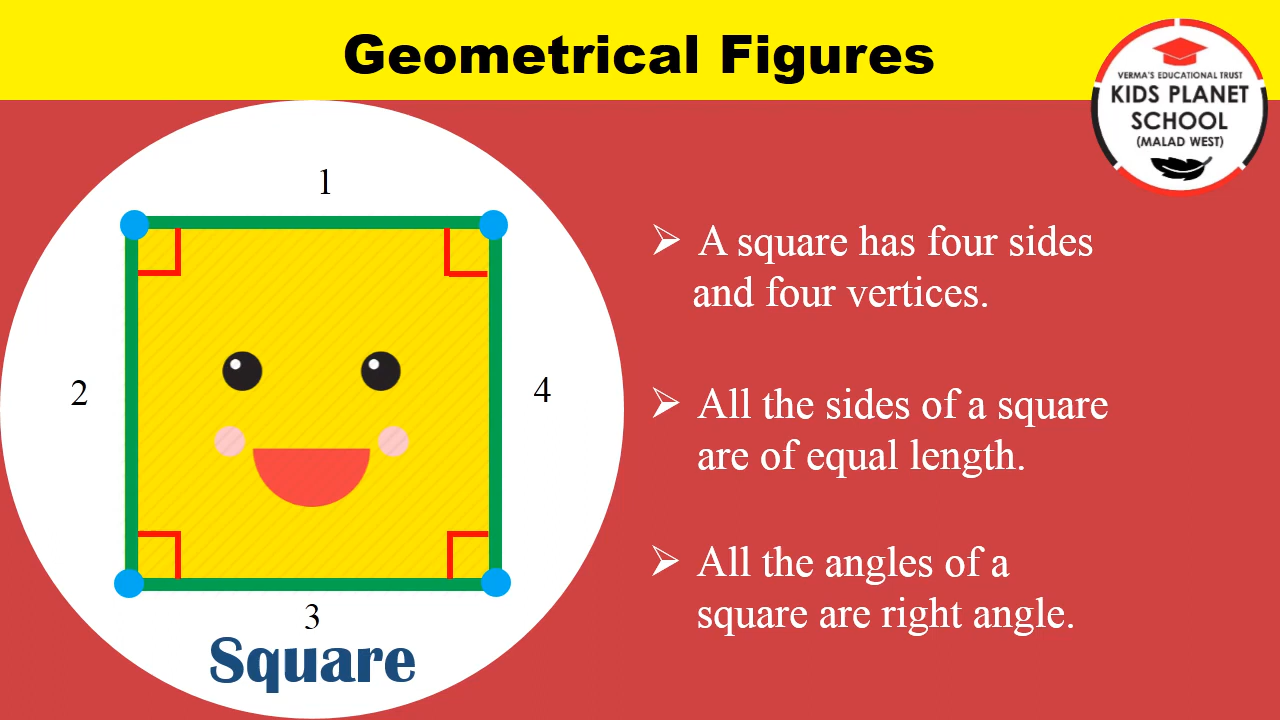 Geometrical Figures
VERMA'S EDUCATIONAL TRUST
KIDS PLANET
SCHOOL
(MALAD WEST)
1
2
4
3
Square
➢ A square has four sides
and four vertices.
➢ All the sides of a square
are of equal length.
➢ All the angles of a
square are right angle.